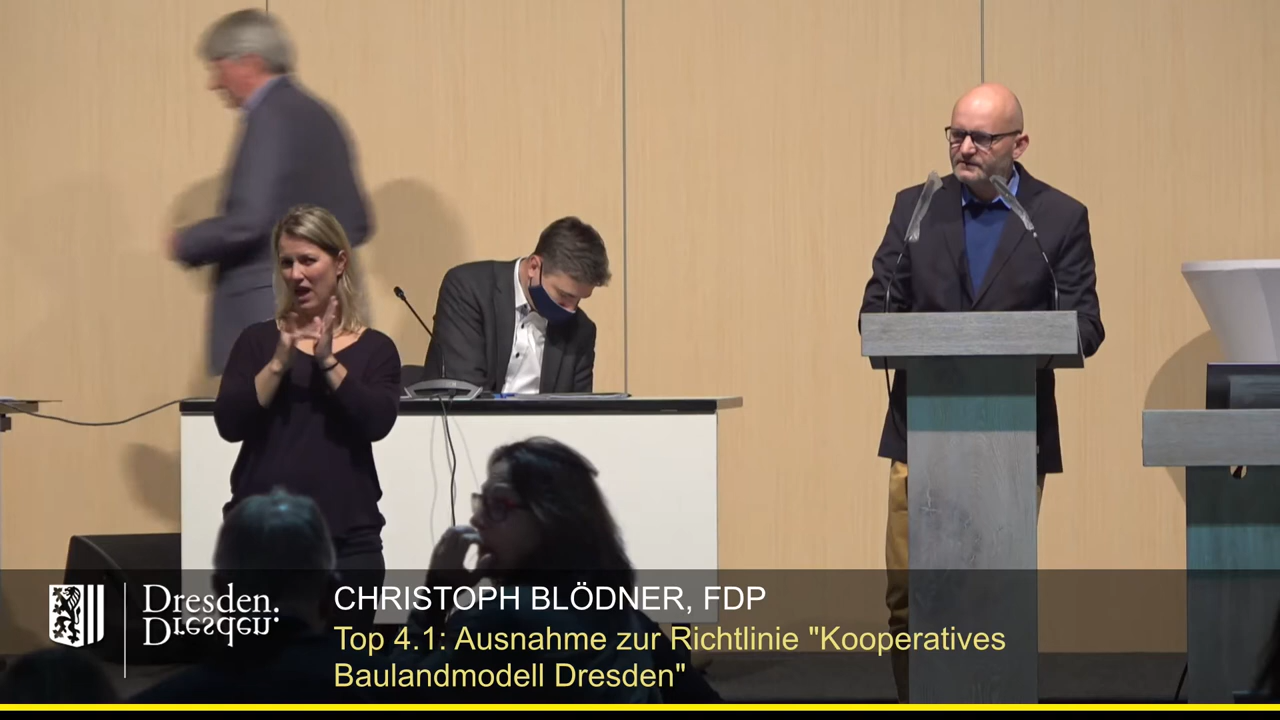 Dresden.
Dresden.
CHRISTOPH BLÖDNER, FDP
Top 4.1: Ausnahme zur Richtlinie "Kooperatives
Baulandmodell Dresden"